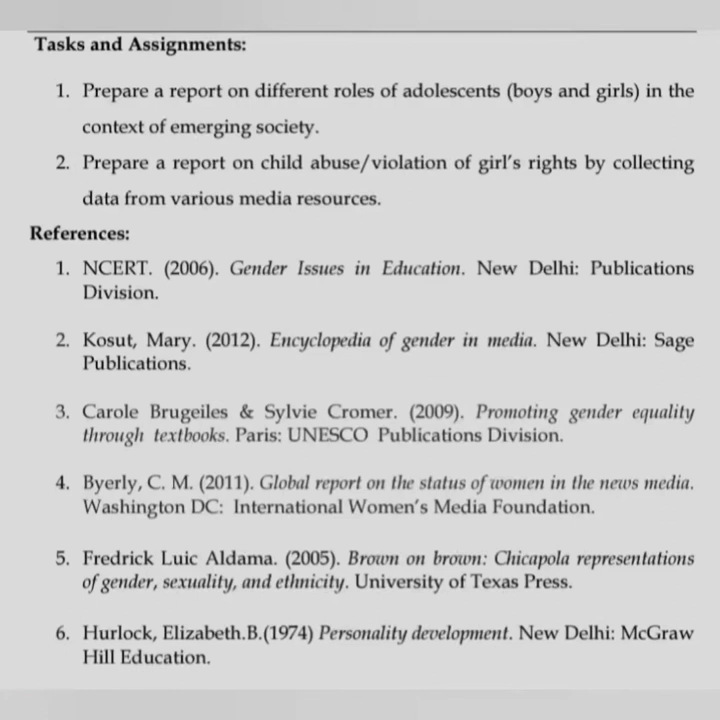 Tasks and Assignments:
1. Prepare a report on different roles of adolescents (boys and girls) in the
context of emerging society.
2. Prepare a report on child abuse/violation of girl's rights by collecting
data from various media resources.
References:
1. NCERT. (2006). Gender Issues in Education. New Delhi: Publications
Division.
2. Kosut, Mary. (2012). Encyclopedia of gender in media. New Delhi: Sage
Publications.
3. Carole Brugeiles & Sylvie Cromer. (2009). Promoting gender equality
through textbooks. Paris: UNESCO Publications Division.
4. Byerly, C. M. (2011). Global report on the status of women in the news media.
Washington DC: International Women's Media Foundation.
5. Fredrick Luic Aldama. (2005). Brown on brown: Chicapola representations
of gender, sexuality, and ethnicity. University of Texas Press.
6. Hurlock, Elizabeth.B.(1974) Personality development. New Delhi: McGraw
Hill Education.